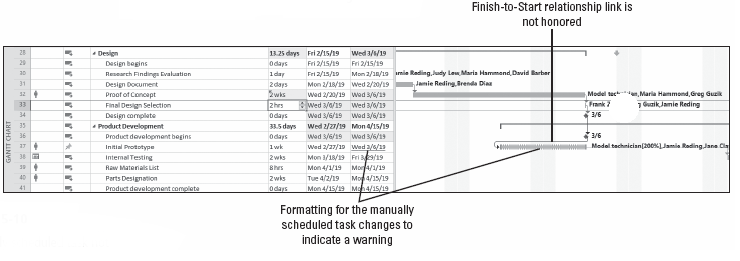 Finish-to-Start relationship link is
not honored
28 Design 13.25 days Fri 2/15/19 Wed 3/6/19
29 Design begins 0 days Fri 2/15/19 Fri 2/15/19
30 Research Findings Evaluation 1 day Fri 2/15/19 Mon 2/18/19 amie Reding,Judy Lew,Maria Hammond,David Barber
31 Design Document 2 days Mon 2/18/19 Wed 2/20/19 Jamie Reding,Brenda Diaz
32 Proof of Concept 2 wks Wed 2/20/19 Wed 3/6/19 Model ,Maria Hammond,Greg Guzik
33 Final Design Selection 2 hrs Wed 3/6/19 Wed 3/6/19 Frank Guzik,Jamie Reding
34 Design complete 0 days Wed 3/6/19 Wed 3/6/19 3/6
35 Product Development 33.5 days Wed 2/27/19 Mon 4/15/19
36 Product development begins 0 days Wed 3/6/19 Wed 3/6/19 3/6
37 Initial Prototype 1 wk Wed 2/27/19 Wed 3/6/19 Model technician[200%],Jamie Reding,Jane
38 Internal Testing 2 wks Mon 3/18/19 Fri 3/29/19
39 Raw Materials List 8 hrs Mon 4/1/19 Mon 4/1/19
40 Parts Designation 2 wks Tue 4/2/19 Mon 4/15/19
41 Product development complete 0 days Mon 4/15/19 Mon 4/15/19
GANTT CHART
Formatting for the manually
scheduled task changes to
indicate a warning